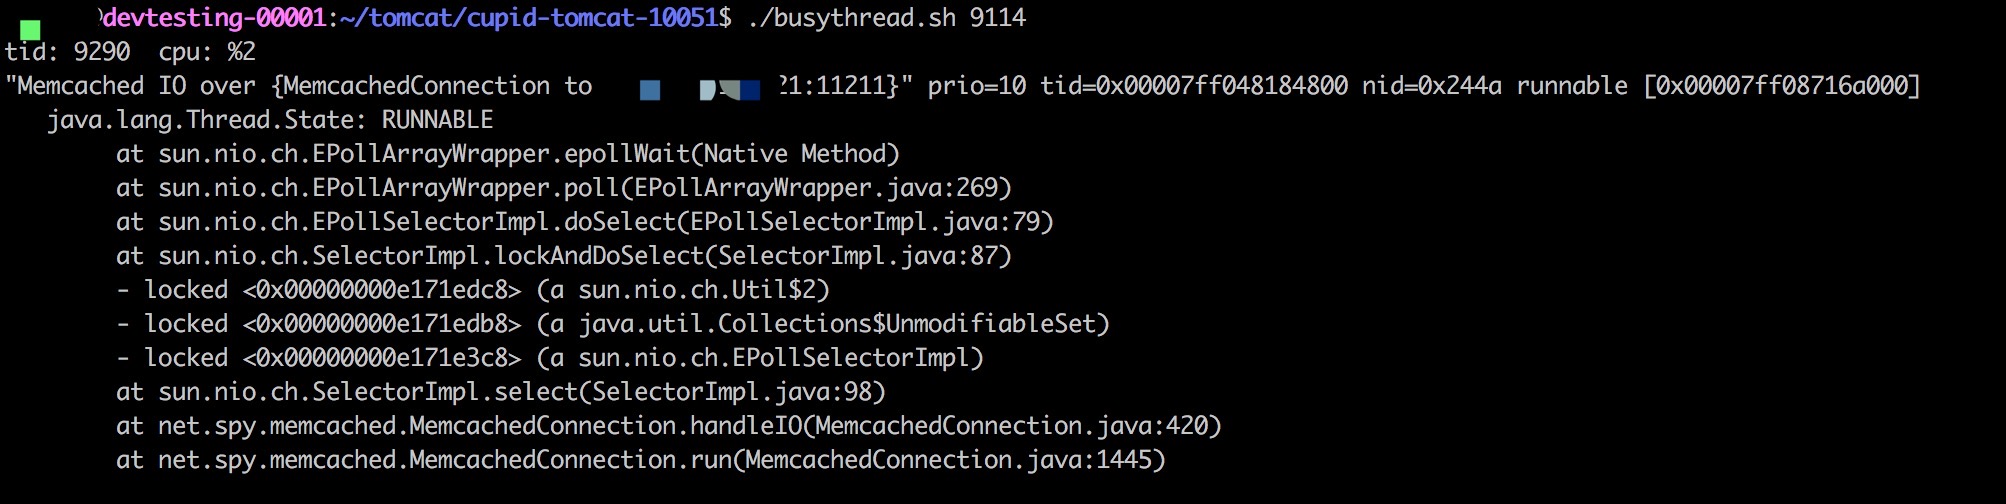 devtesting-00001:~/tomcat/cupid-tomcat-10051$ ./busythread.sh 9114
tid: 9290  cpu: %2
"Memcached IO over {MemcachedConnection to 21:11211}" prio=10 tid=0x00007ff048184800 nid=0x244a runnable [0x00007ff08716a000]
   java.lang.Thread.State: RUNNABLE
        at sun.nio.ch.EPollArrayWrapper.epollWait(Native Method)
        at sun.nio.ch.EPollArrayWrapper.poll(EPollArrayWrapper.java:269)
        at sun.nio.ch.EPollSelectorImpl.doSelect(EPollSelectorImpl.java:79)
        at sun.nio.ch.SelectorImpl.lockAndDoSelect(SelectorImpl.java:87)
        - locked <0x00000000e171edc8> (a sun.nio.ch.Util$2)
        - locked <0x00000000e171edb8> (a java.util.Collections$UnmodifiableSet)
        - locked <0x00000000e171e3c8> (a sun.nio.ch.EPollSelectorImpl)
        at sun.nio.ch.SelectorImpl.select(SelectorImpl.java:98)
        at net.spy.memcached.MemcachedConnection.handleIO(MemcachedConnection.java:420)
        at net.spy.memcached.MemcachedConnection.run(MemcachedConnection.java:1445)